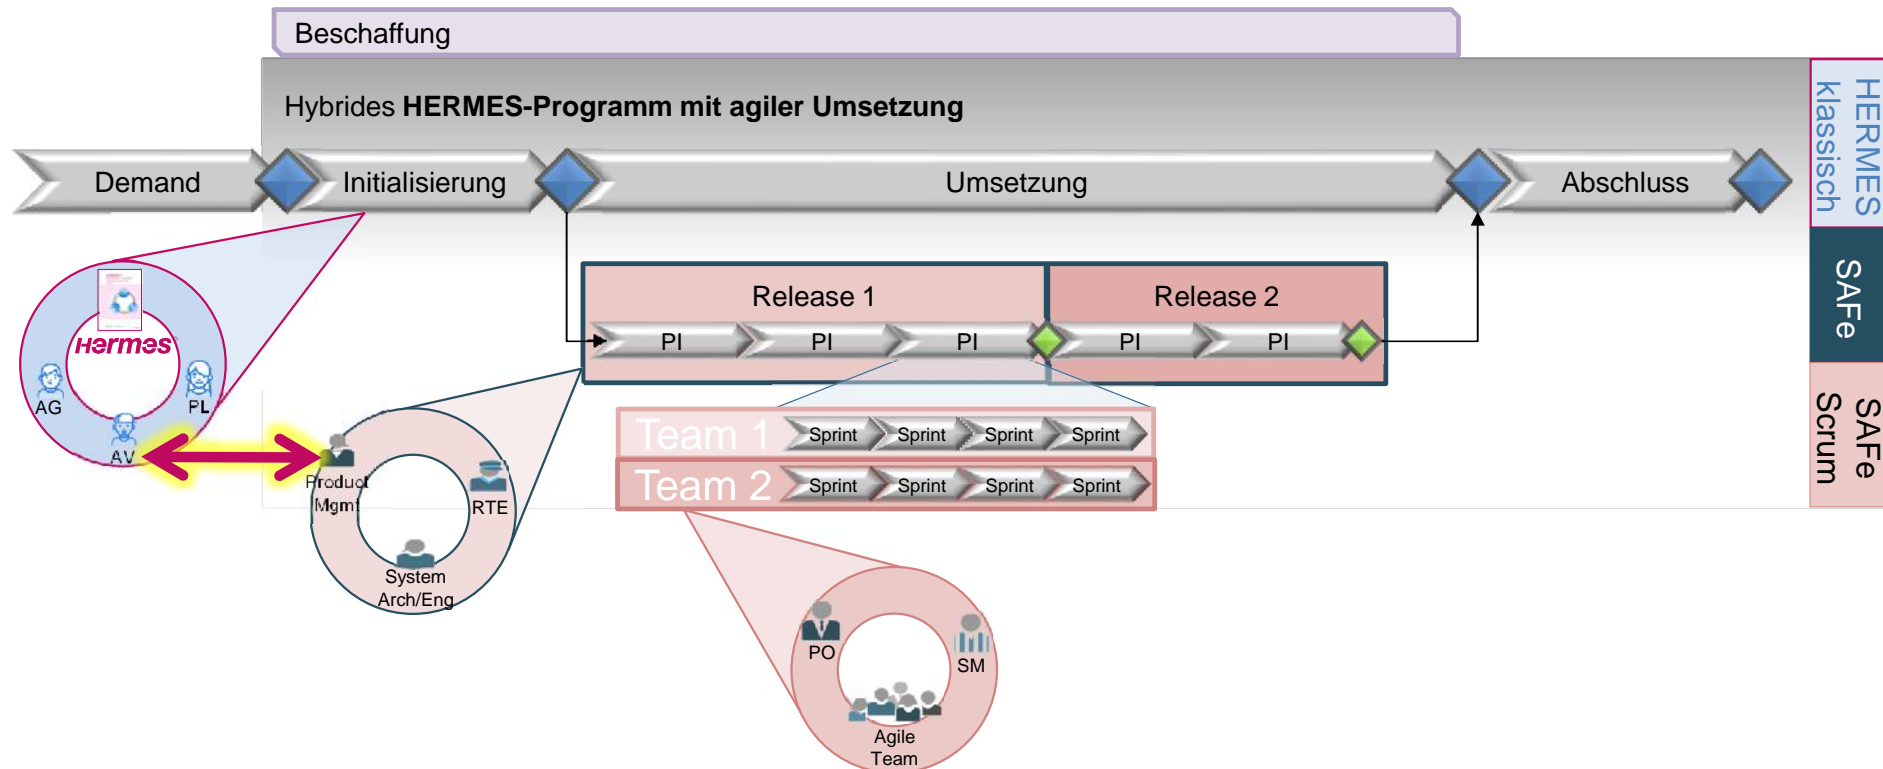 Beschaffung
Hybrides HERMES-Programm mit agiler Umsetzung
HERMES
klassisch
Demand
Initialisierung
Umsetzung
Abschluss
SAFe
Release 1
Release 2
PI
PI
PI
PI
PI
Hermes
AG
PL
AV
SAFe
Scrum
Team 1
Sprint
Sprint
Sprint
Sprint
Team 2
Sprint
Sprint
Sprint
Sprint
Product
Mgmt
RTE
System
Arch/Eng
PO
SM
Agile
Team